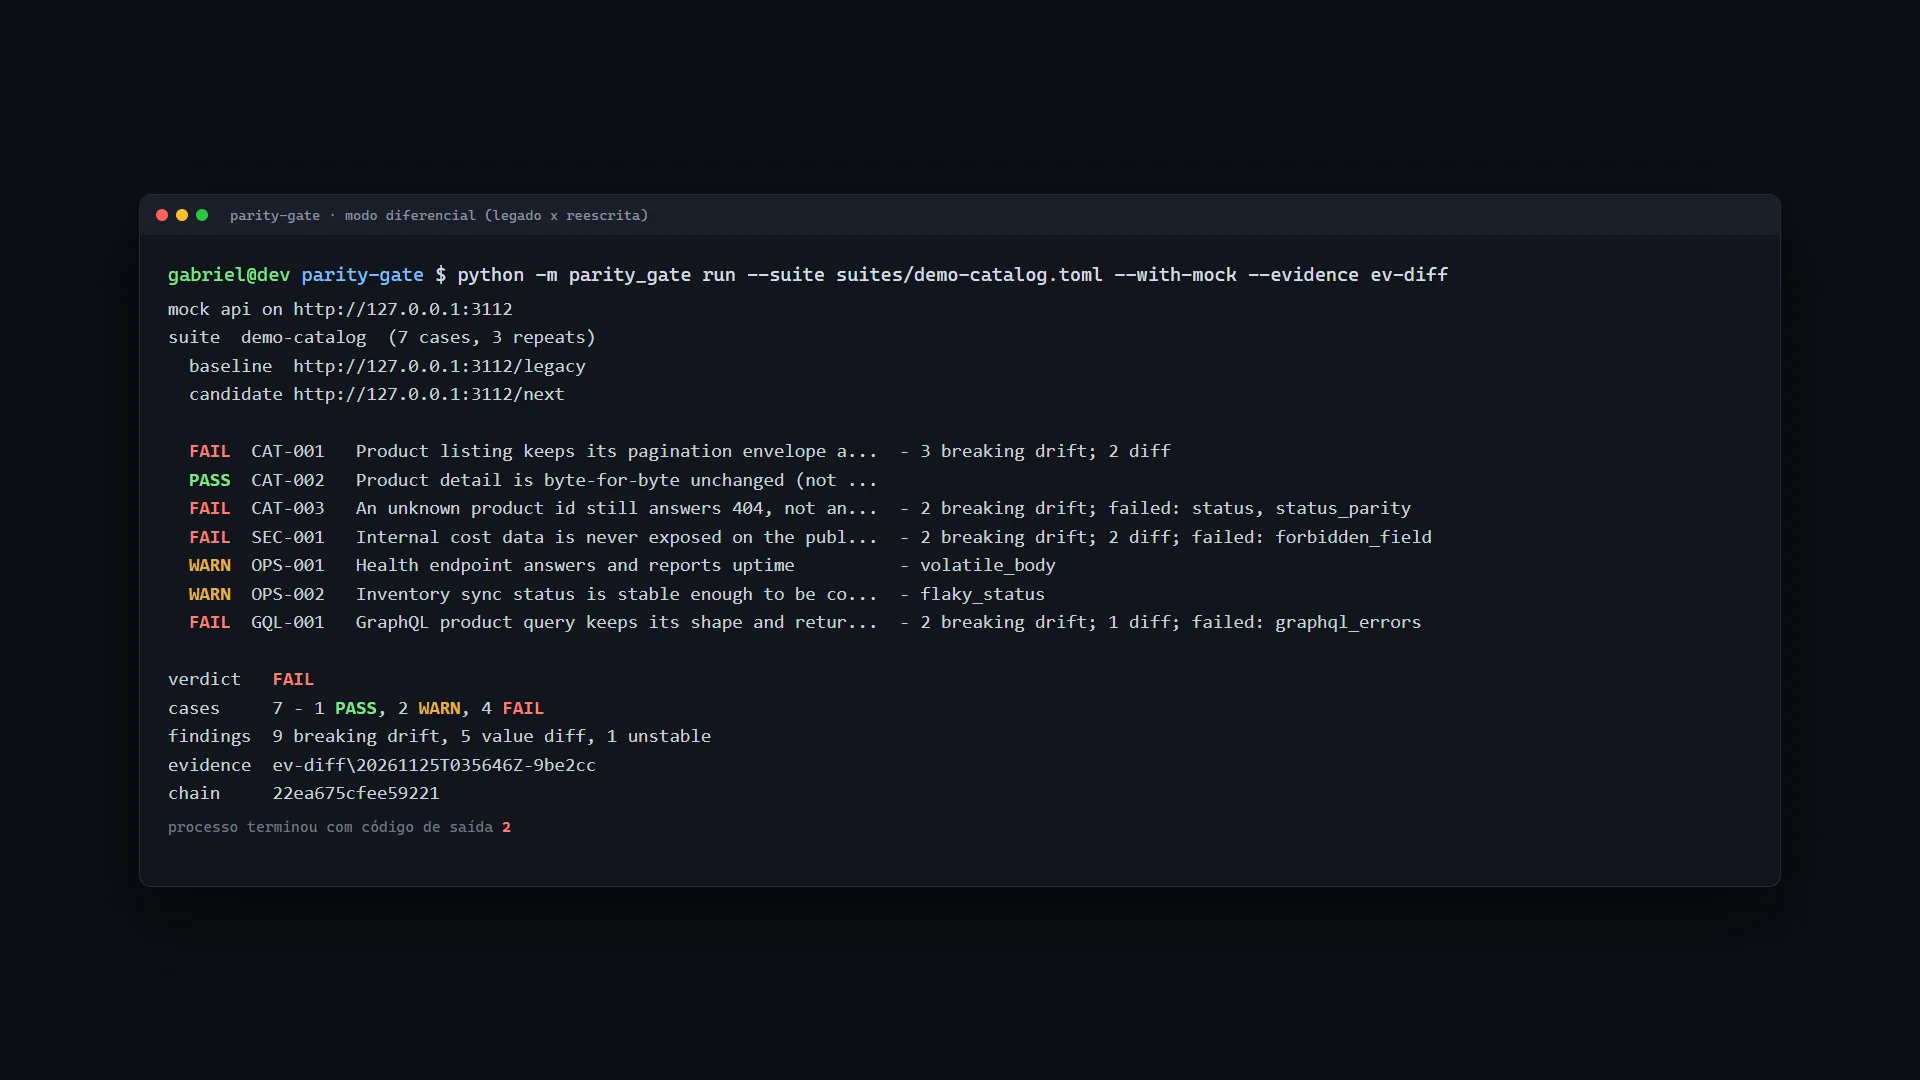 parity-gate · modo diferencial (legado x reescrita)
gabriel@dev parity-gate $ python -m parity_gate run --suite suites/demo-catalog.toml --with-mock --evidence ev-diff
mock api on http://127.0.0.1:3112
suite  demo-catalog  (7 cases, 3 repeats)
  baseline  http://127.0.0.1:3112/legacy
  candidate http://127.0.0.1:3112/next
  FAIL  CAT-001   Product listing keeps its pagination envelope a...  - 3 breaking drift; 2 diff
  PASS  CAT-002   Product detail is byte-for-byte unchanged (not ...
  FAIL  CAT-003   An unknown product id still answers 404, not an...  - 2 breaking drift; failed: status, status_parity
  FAIL  SEC-001   Internal cost data is never exposed on the publ...  - 2 breaking drift; 2 diff; failed: forbidden_field
  WARN  OPS-001   Health endpoint answers and reports uptime          - volatile_body
  WARN  OPS-002   Inventory sync status is stable enough to be co...  - flaky_status
  FAIL  GQL-001   GraphQL product query keeps its shape and retur...  - 2 breaking drift; 1 diff; failed: graphql_errors
verdict   FAIL
cases     7 - 1 PASS, 2 WARN, 4 FAIL
findings  9 breaking drift, 5 value diff, 1 unstable
evidence  ev-diff\20261125T035646Z-9be2cc
chain     22ea675cfee59221
processo terminou com código de saída 2